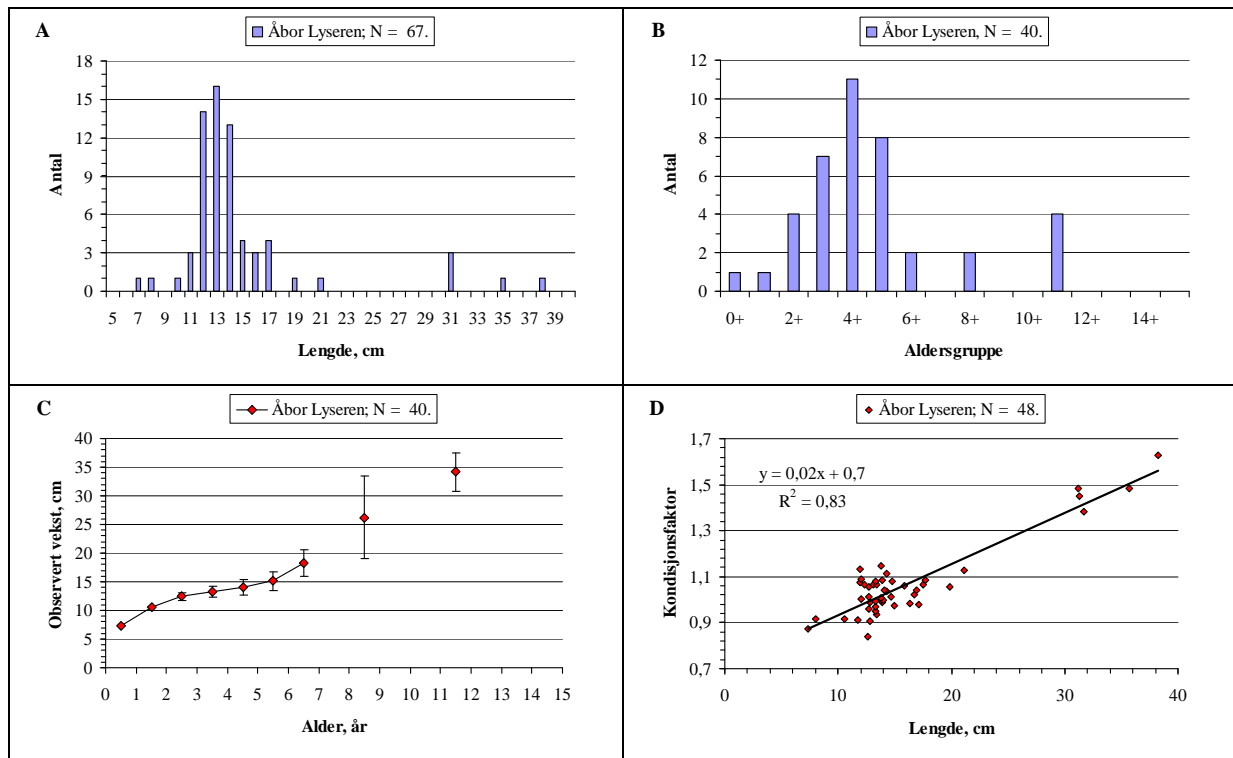 A
Åbor Lyseren; N = 67.
Antal
18
15
12
9
6
3
0
5 7 9 11 13 15 17 19 21 23 25 27 29 31 33 35 37 39
Lengde, cm
B
Åbor Lyseren, N = 40.
Antal
12
10
8
6
4
2
0
0+ 2+ 4+ 6+ 8+ 10+ 12+ 14+
Aldersgruppe
C
Åbor Lyseren; N = 40.
Observert vekst, cm
40
35
30
25
20
15
10
5
0
0 1 2 3 4 5 6 7 8 9 10 11 12 13 14 15
Alder, år
D
Åbor Lyseren; N = 48.
Kondisjonsfaktor
1,7
1,5
1,3
1,1
0,9
0,7
y = 0,02x + 0,7
R² = 0,83
0 10 20 30 40
Lengde, cm